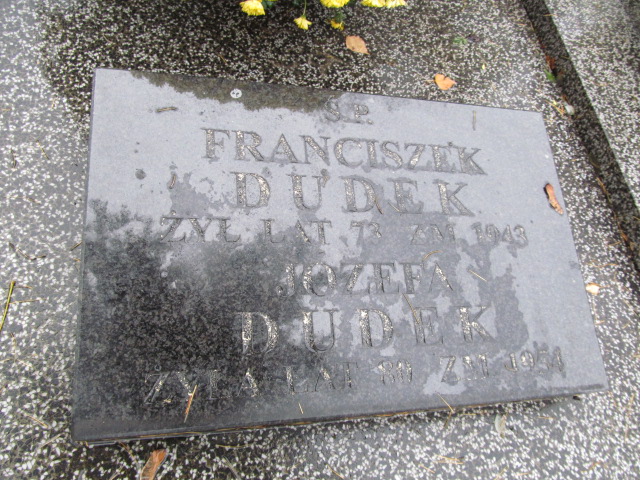 Ś.P.
FRANCISZEK
DUDEK
ŻYŁ LAT 73 ZM 1943
JÓZEFA
DUDEK
ŻYŁA LAT 80 ZM 1954